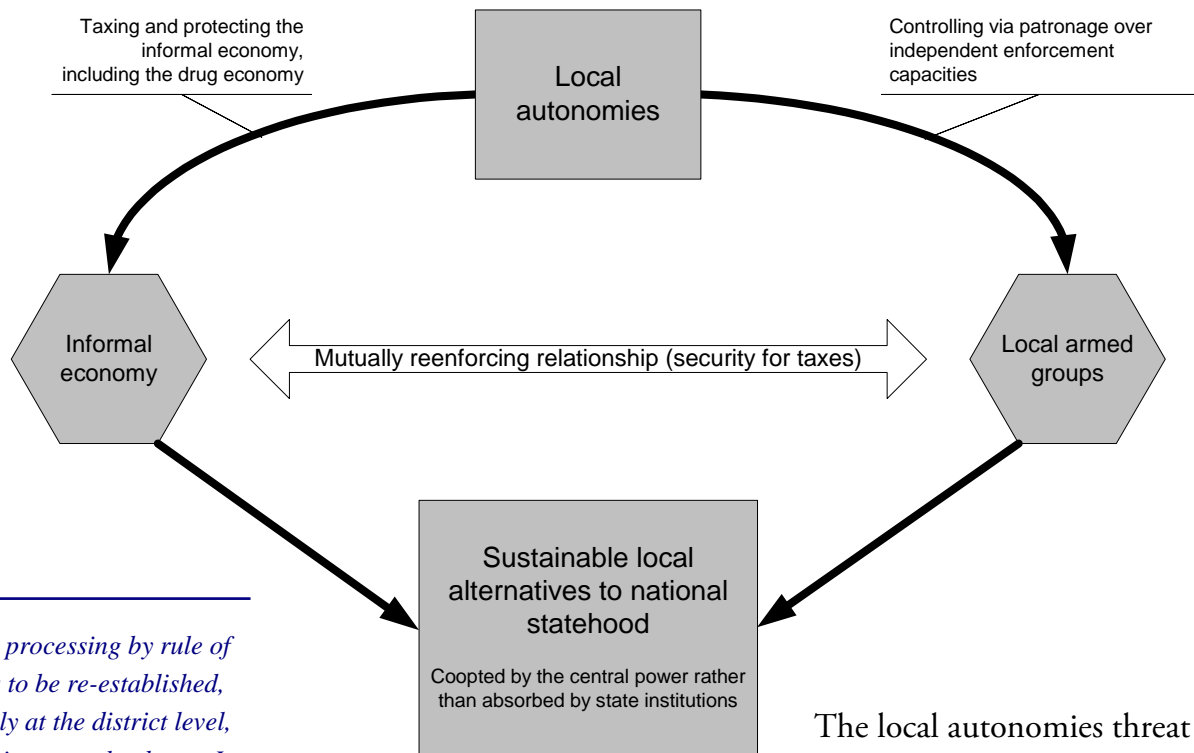 Taxing and protecting the
informal economy,
including the drug economy
Local
autonomies
Controlling via patronage over
independent enforcement
capacities
Informal
economy
Mutually reenforcing relationship (security for taxes)
Local armed
groups
Sustainable local
alternatives to national
statehood
Coopted by the central power rather
than absorbed by state institutions
processing by rule of
to be re-established,
ly at the district level,
The local autonomies threat